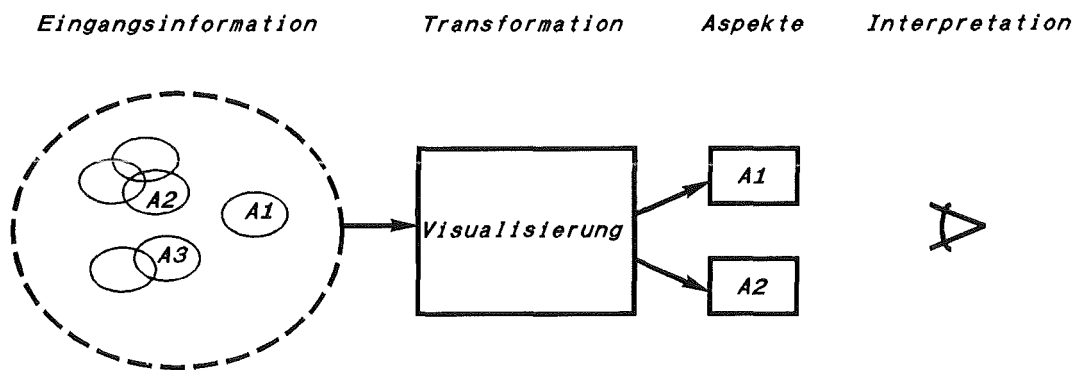 Eingangsinformation Transformation Aspekte Interpretation
A2
A1
A3
Visualisierung
A1
A2